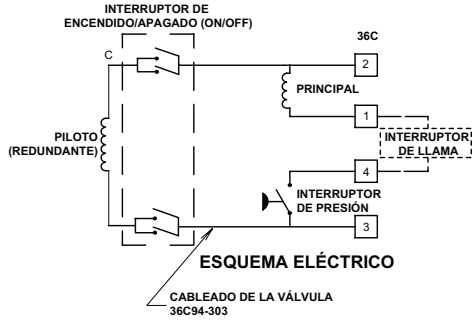 INTERRUPTOR DE
ENCENDIDO/APAGADO (ON/OFF)
36C
C
2
PRINCIPAL
1
PILOTO
(REDUNDANTE)
INTERRUPTOR
DE LLAMA
4
INTERRUPTOR
DE PRESIÓN
3
ESQUEMA ELÉCTRICO
CABLEADO DE LA VÁLVULA
36C94-303